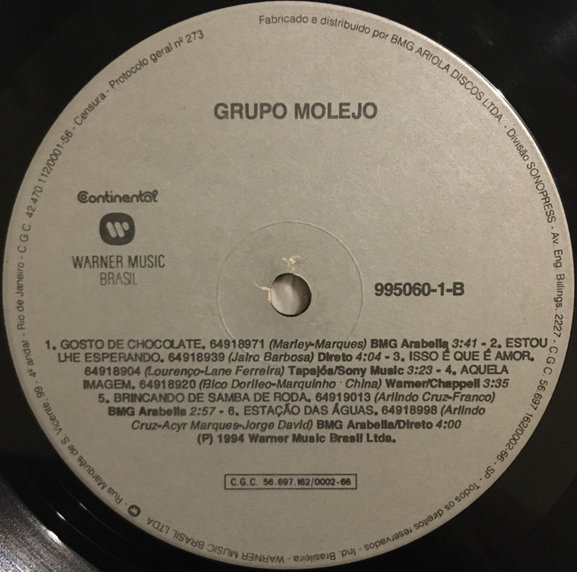 Fabricado e distribuído por BMG ARIOLA DISCOS LTDA. - Divisão SONOPRESS - Av. Eng. Billings, 2227 - C.G.C 56.697.162/0002-66 - SP - Todos os direitos reservados - Ind. Brasileira - WARNER MUSIC BRASIL LTDA
Rua Marquês de S. Vicente, 99 4º andar - Rio de Janeiro - C.G.C 42.470.112/0001-56 - Censura - Protocolo geral nº 273
GRUPO MOLEJO
Continental
WARNER MUSIC
BRASIL
995060-1-B
1. GOSTO DE CHOCOLATE. 64918971 (Marley-Marques) BMG Arabella 3:41 - 2. ESTOU
LHE ESPERANDO. 64918939 (Jairo Barbosa) Direto 4:04 - 3. ISSO É QUE É AMOR.
64918904 (Lourenço-Lane Ferreira) Tapajós/Sony Music 3:23 - 4. AQUELA
IMAGEM. 64918920 (Bico Dorileo-Marquinho China) Warner/Chappell 3:35
5. BRINCANDO DE SAMBA DE RODA. 64919013 (Arlindo Cruz-Franco)
BMG Arabella 2:57 - 6. ESTAÇÃO DAS ÁGUAS. 64918998 (Arlindo
Cruz-Acyr Marques-Jorge David) BMG Arabella/Direto 4:00
(P) 1994 Warner Music Brasil Ltda.
C.G.C. 56.697.162/0002-66